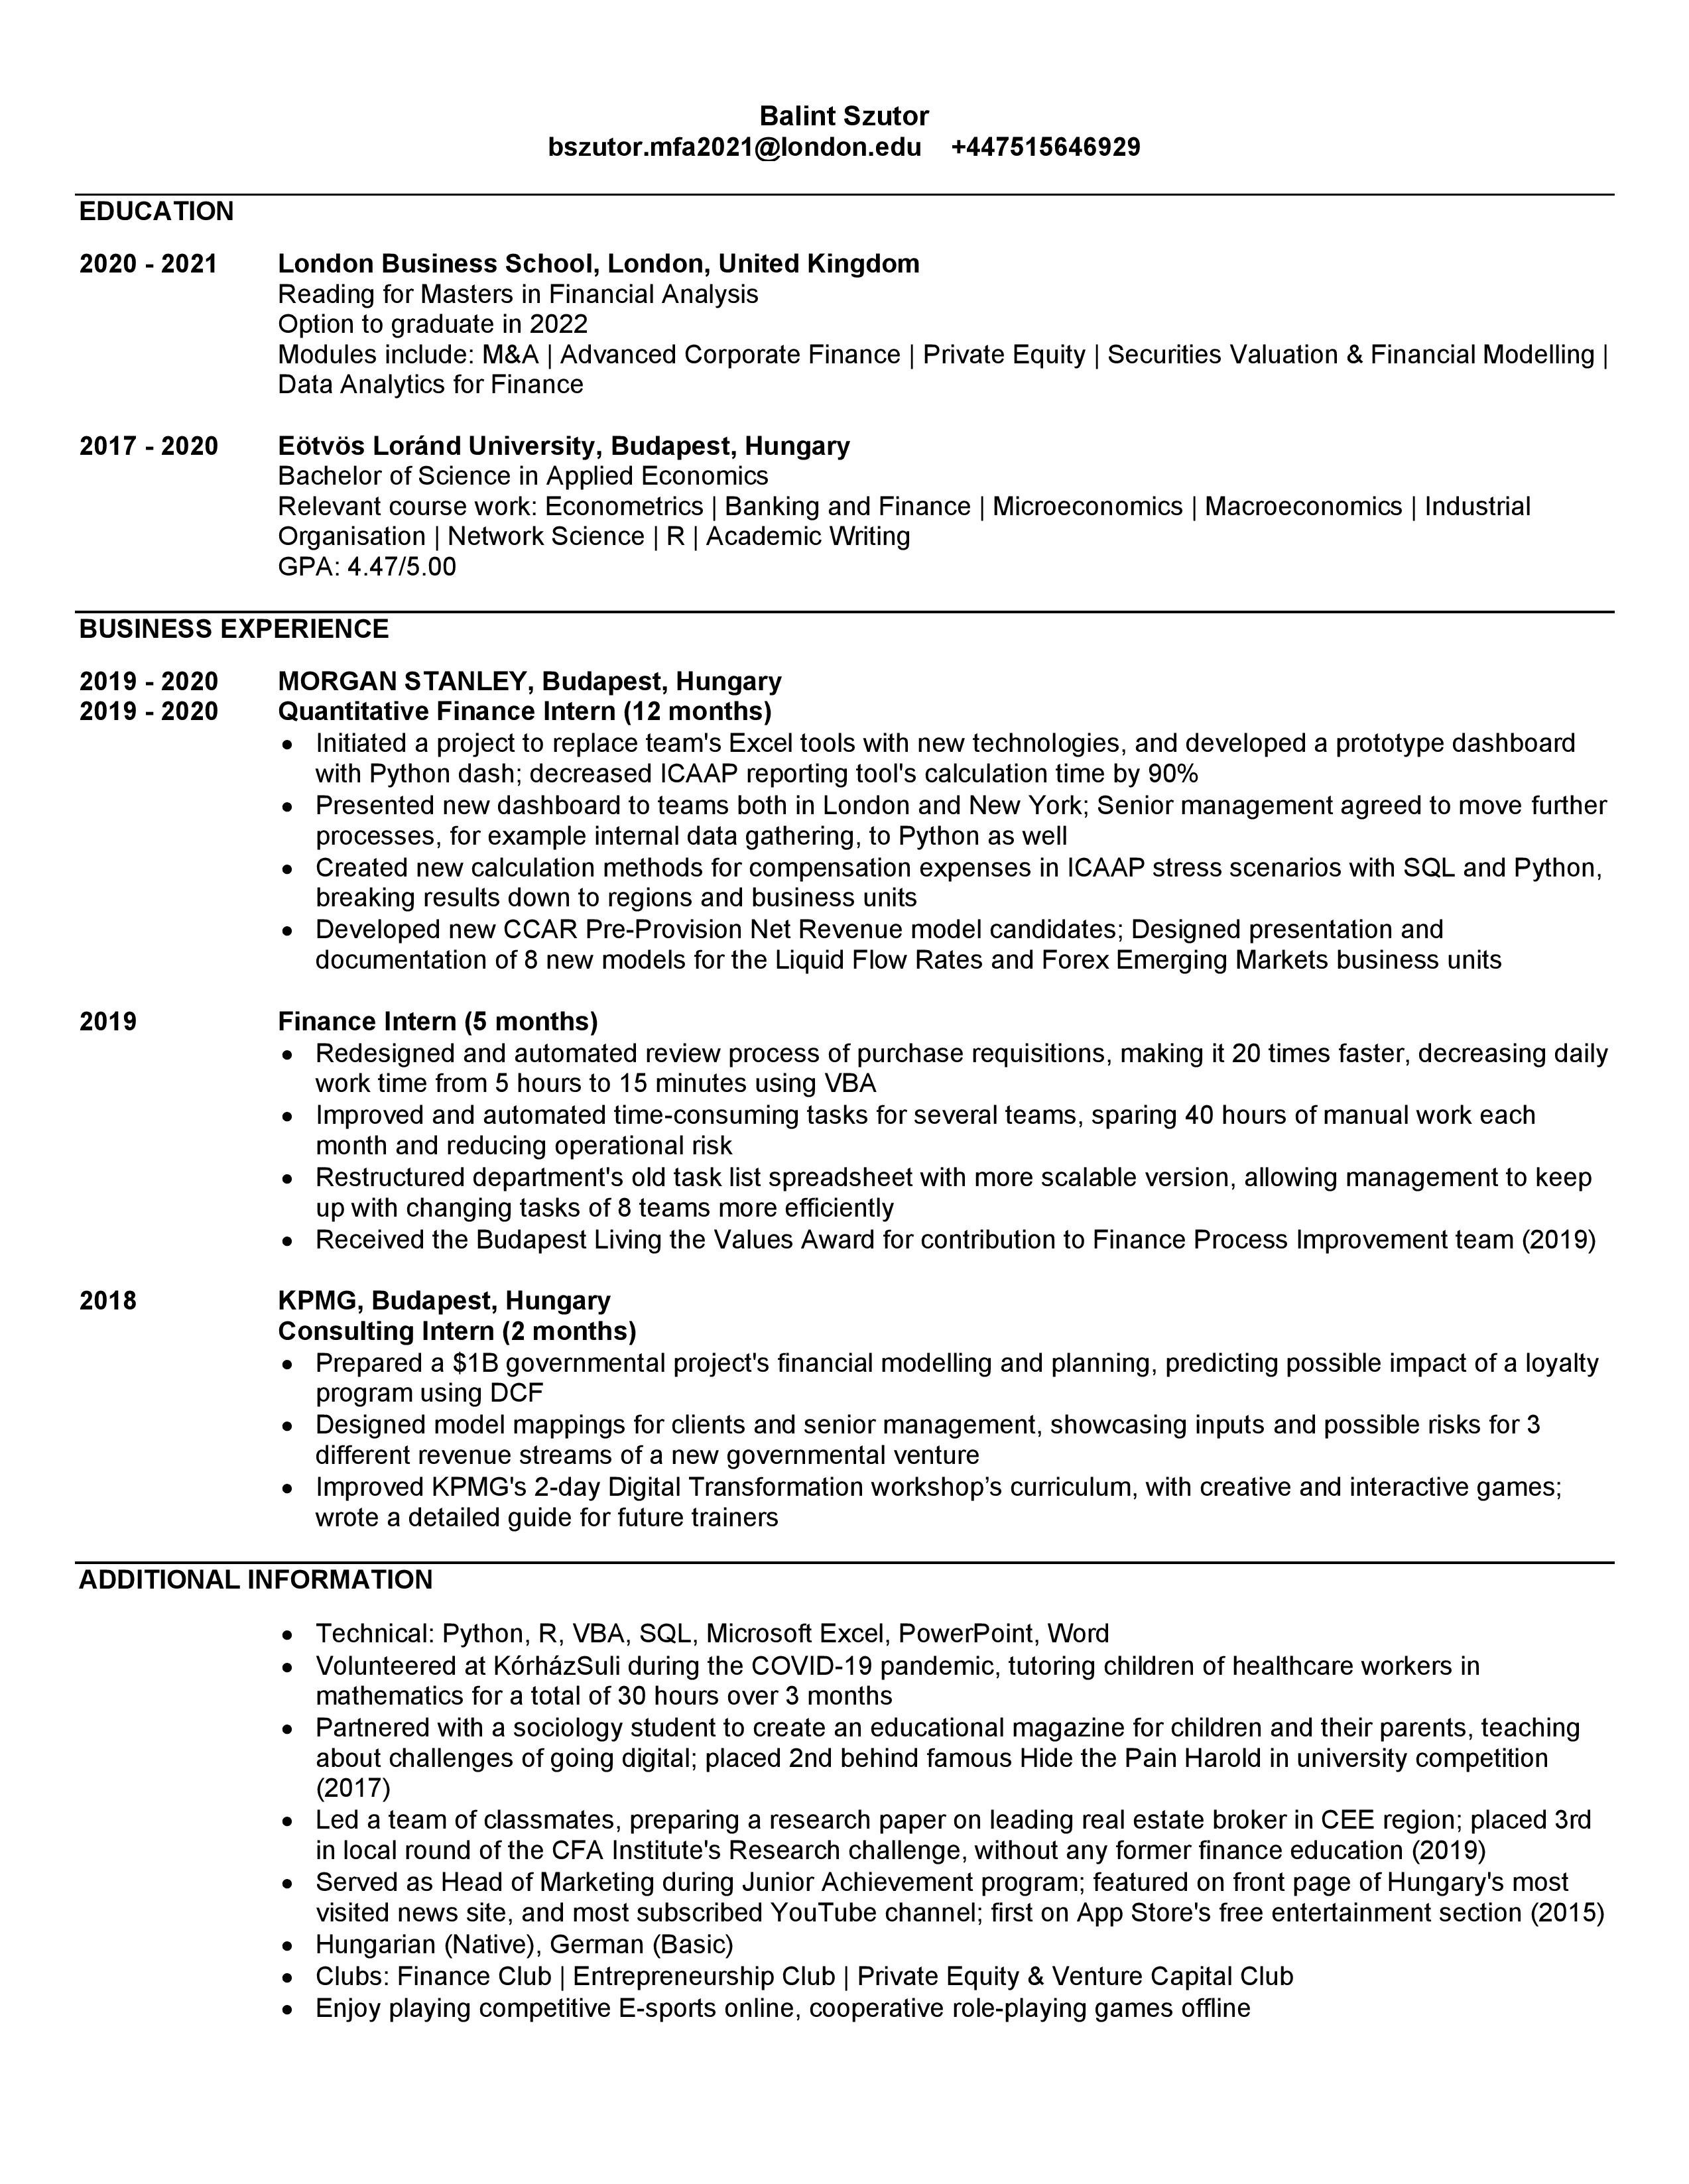 Balint Szutor
bszutor.mfa2021@london.edu +447515646929
EDUCATION
2020 - 2021 London Business School, London, United Kingdom
Reading for Masters in Financial Analysis
Option to graduate in 2022
Modules include: M&A | Advanced Corporate Finance | Private Equity | Securities Valuation & Financial Modelling |
Data Analytics for Finance
2017 - 2020 Eötvös Loránd University, Budapest, Hungary
Bachelor of Science in Applied Economics
Relevant course work: Econometrics | Banking and Finance | Microeconomics | Macroeconomics | Industrial
Organisation | Network Science | R | Academic Writing
GPA: 4.47/5.00
BUSINESS EXPERIENCE
2019 - 2020 MORGAN STANLEY, Budapest, Hungary
2019 - 2020 Quantitative Finance Intern (12 months)
• Initiated a project to replace team's Excel tools with new technologies, and developed a prototype dashboard
with Python dash; decreased ICAAP reporting tool's calculation time by 90%
• Presented new dashboard to teams both in London and New York; Senior management agreed to move further
processes, for example internal data gathering, to Python as well
• Created new calculation methods for compensation expenses in ICAAP stress scenarios with SQL and Python,
breaking results down to regions and business units
• Developed new CCAR Pre-Provision Net Revenue model candidates; Designed presentation and
documentation of 8 new models for the Liquid Flow Rates and Forex Emerging Markets business units
2019 Finance Intern (5 months)
• Redesigned and automated review process of purchase requisitions, making it 20 times faster, decreasing daily
work time from 5 hours to 15 minutes using VBA
• Improved and automated time-consuming tasks for several teams, sparing 40 hours of manual work each
month and reducing operational risk
• Restructured department's old task list spreadsheet with more scalable version, allowing management to keep
up with changing tasks of 8 teams more efficiently
• Received the Budapest Living the Values Award for contribution to Finance Process Improvement team (2019)
2018 KPMG, Budapest, Hungary
Consulting Intern (2 months)
• Prepared a $1B governmental project's financial modelling and planning, predicting possible impact of a loyalty
program using DCF
• Designed model mappings for clients and senior management, showcasing inputs and possible risks for 3
different revenue streams of a new governmental venture
• Improved KPMG's 2-day Digital Transformation workshop’s curriculum, with creative and interactive games;
wrote a detailed guide for future trainers
ADDITIONAL INFORMATION
• Technical: Python, R, VBA, SQL, Microsoft Excel, PowerPoint, Word
• Volunteered at KórházSuli during the COVID-19 pandemic, tutoring children of healthcare workers in
mathematics for a total of 30 hours over 3 months
• Partnered with a sociology student to create an educational magazine for children and their parents, teaching
about challenges of going digital; placed 2nd behind famous Hide the Pain Harold in university competition
(2017)
• Led a team of classmates, preparing a research paper on leading real estate broker in CEE region; placed 3rd
in local round of the CFA Institute's Research challenge, without any former finance education (2019)
• Served as Head of Marketing during Junior Achievement program; featured on front page of Hungary's most
visited news site, and most subscribed YouTube channel; first on App Store's free entertainment section (2015)
• Hungarian (Native), German (Basic)
• Clubs: Finance Club | Entrepreneurship Club | Private Equity & Venture Capital Club
• Enjoy playing competitive E-sports online, cooperative role-playing games offline